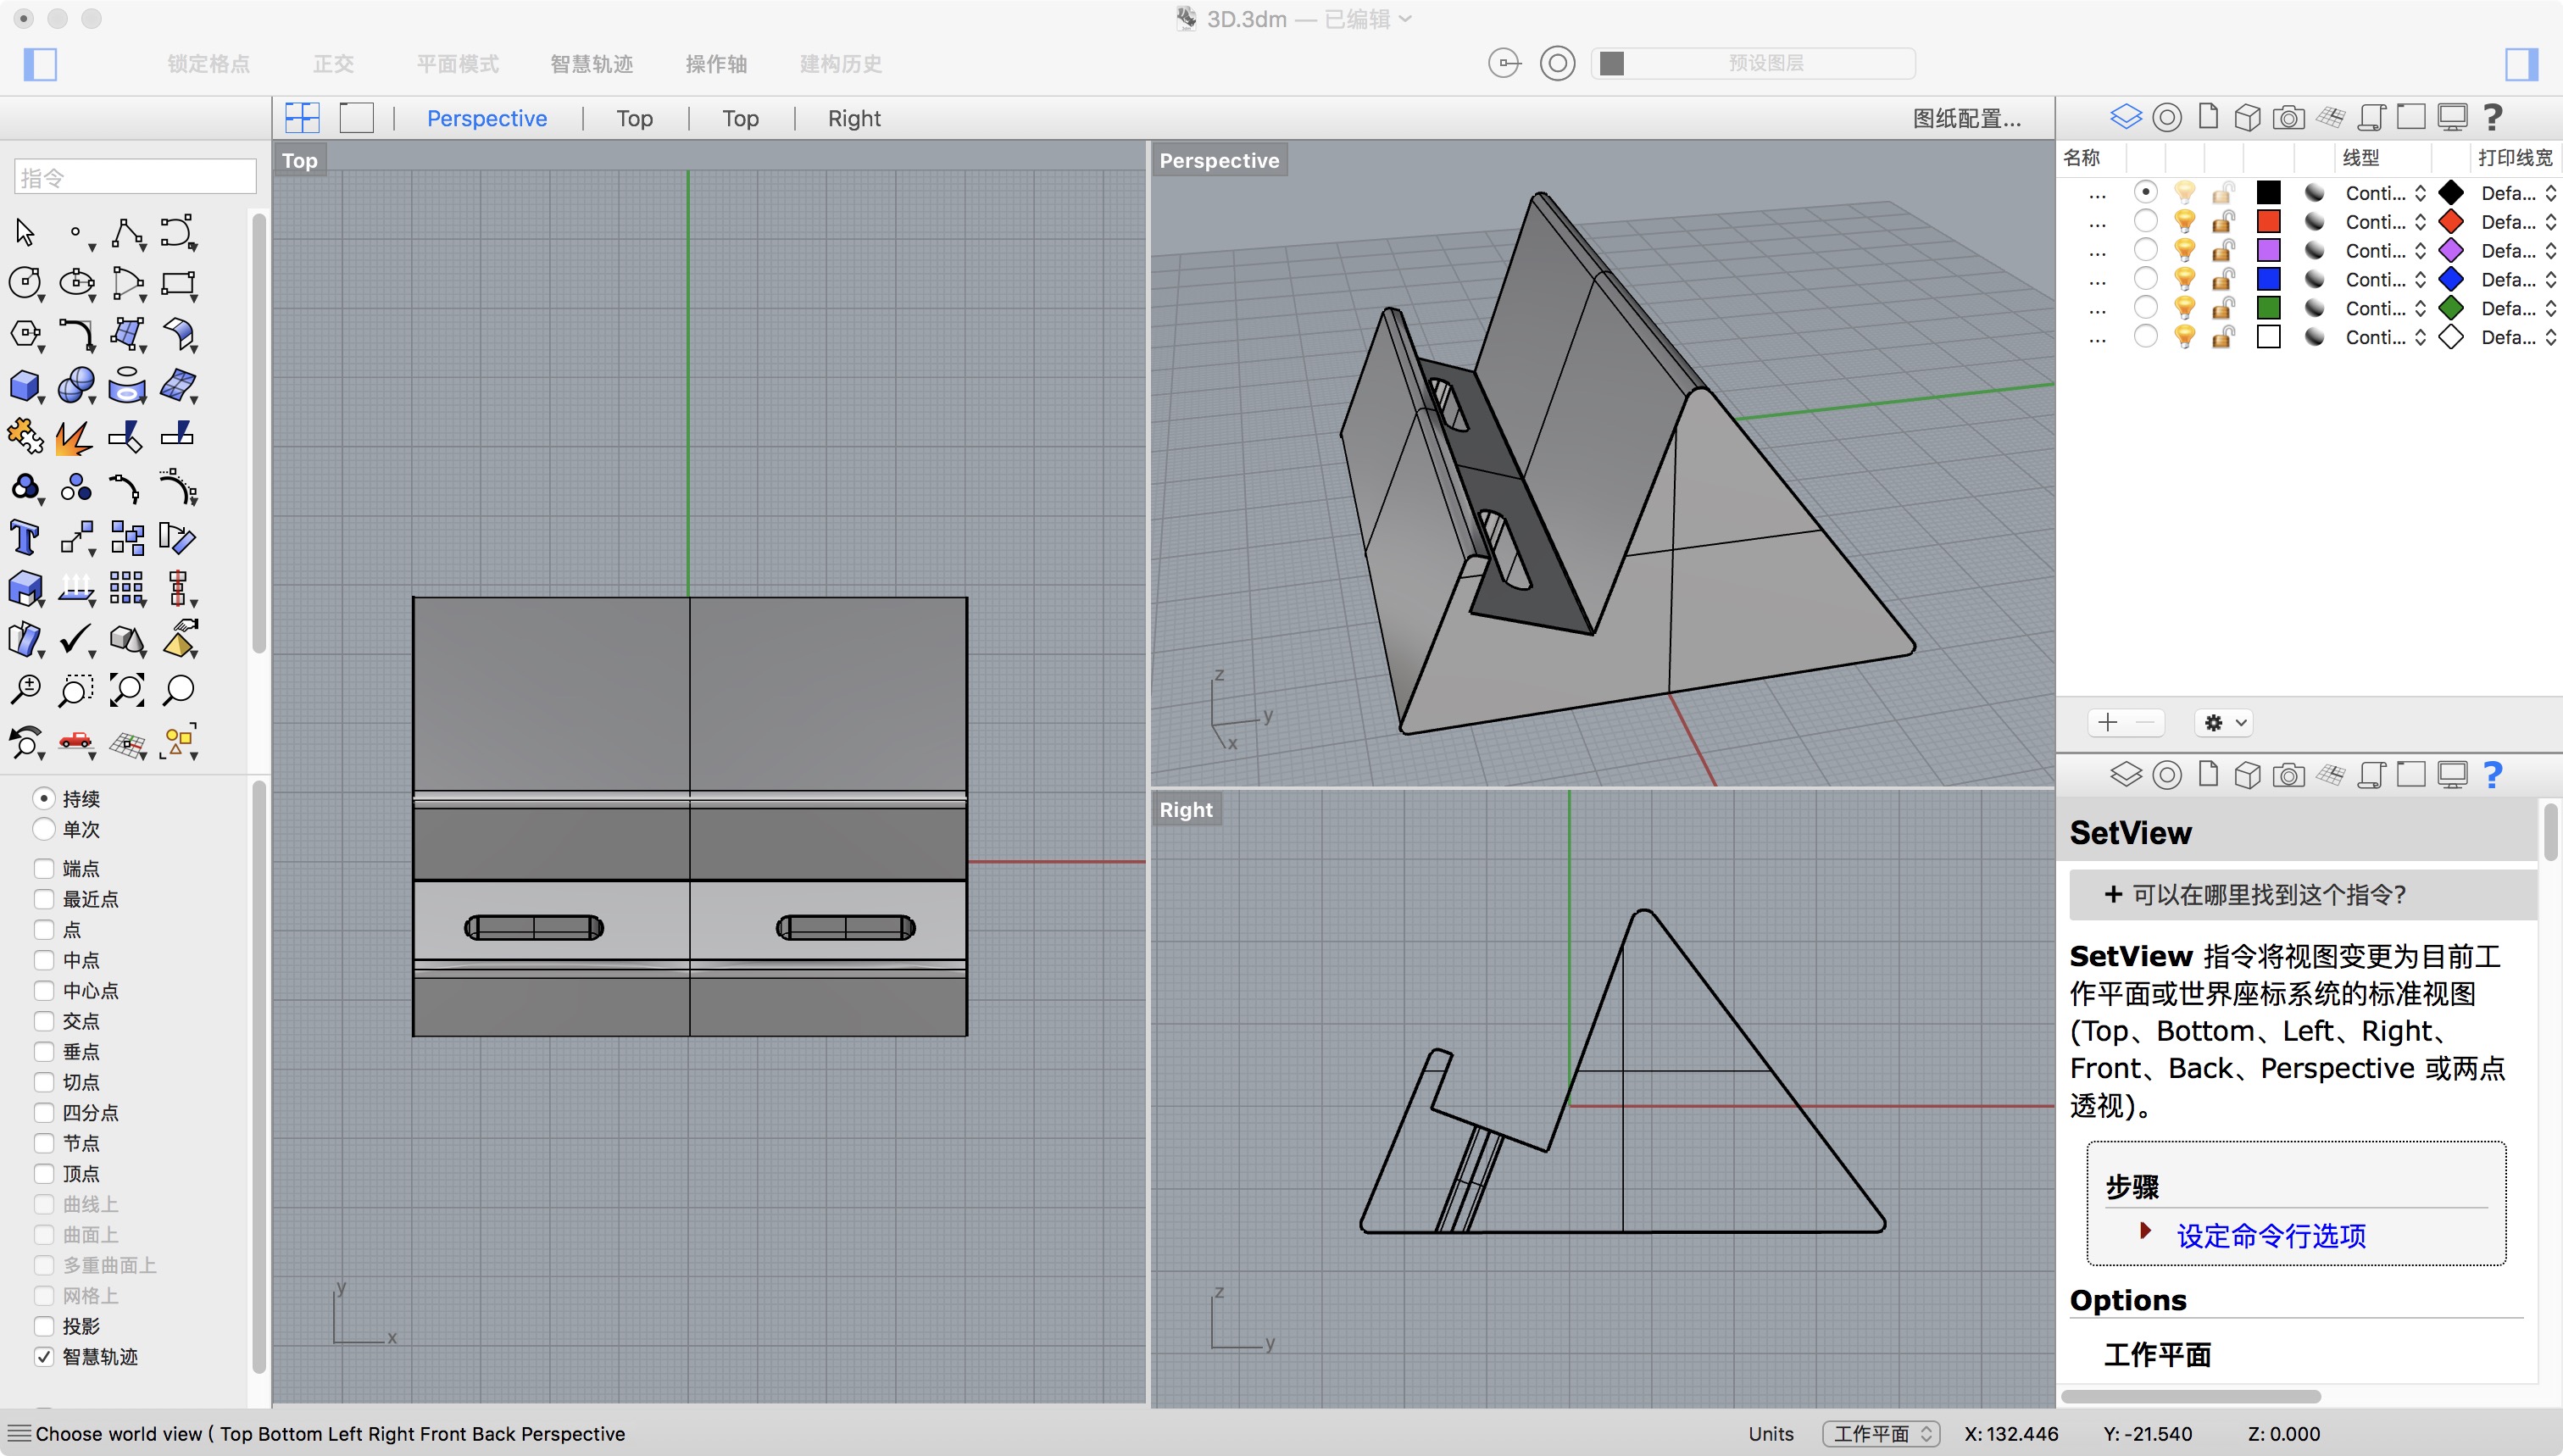 3D.3dm — 已编辑
锁定格点 正交 平面模式 智慧轨迹 操作轴 建构历史 预设图层
Perspective Top Top Right 图纸配置...
指令
Top
Perspective
Right
z
y
x
y
x
z
y
名称 线型 打印线宽
... Conti... Defa...
... Conti... Defa...
... Conti... Defa...
... Conti... Defa...
... Conti... Defa...
... Conti... Defa...
持续
单次
端点
最近点
点
中点
中心点
交点
垂点
切点
四分点
节点
顶点
曲线上
曲面上
多重曲面上
网格上
投影
智慧轨迹
SetView
+ 可以在哪里找到这个指令?
SetView 指令将视图变更为目前工
作平面或世界座标系统的标准视图
(Top、Bottom、Left、Right、
Front、Back、Perspective 或两点
透视)。
步骤
设定命令行选项
Options
工作平面
Choose world view ( Top Bottom Left Right Front Back Perspective
Units 工作平面 X: 132.446 Y: -21.540 Z: 0.000